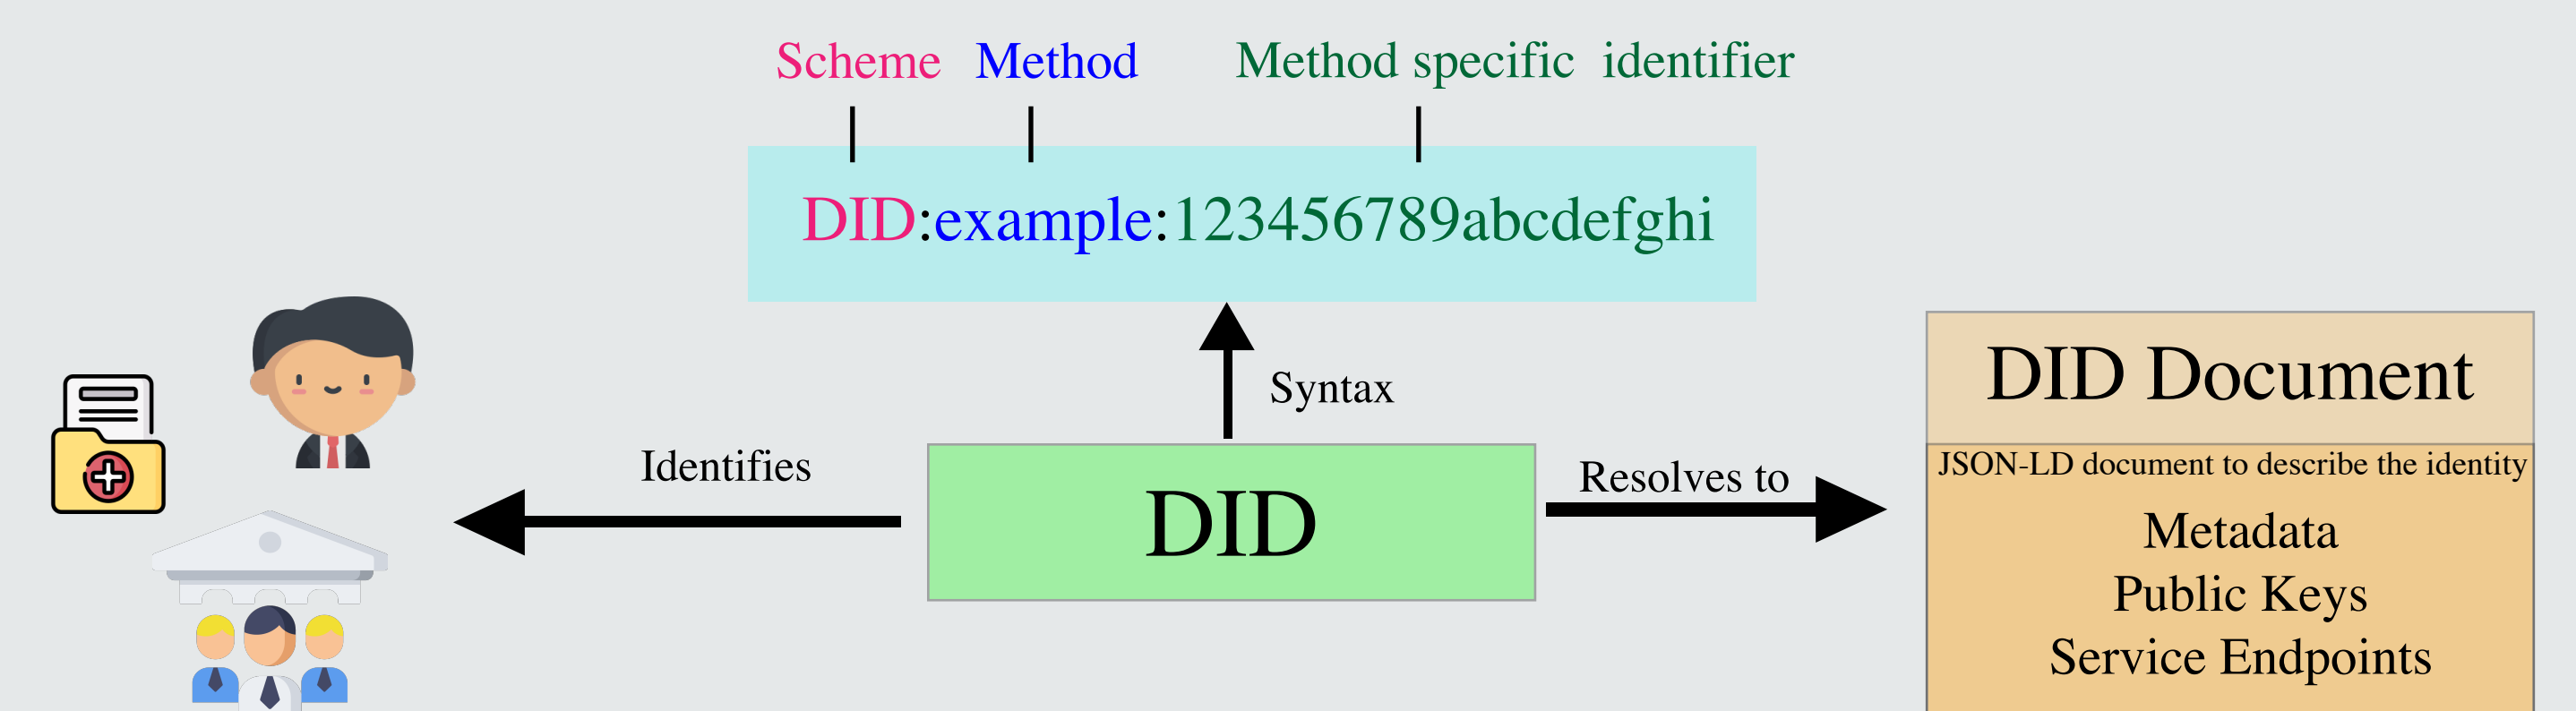 Scheme Method Method specific identifier
DID:example:123456789abcdefghi
Syntax
Identifies
DID
Resolves to
DID Document
JSON-LD document to describe the identity
Metadata
Public Keys
Service Endpoints